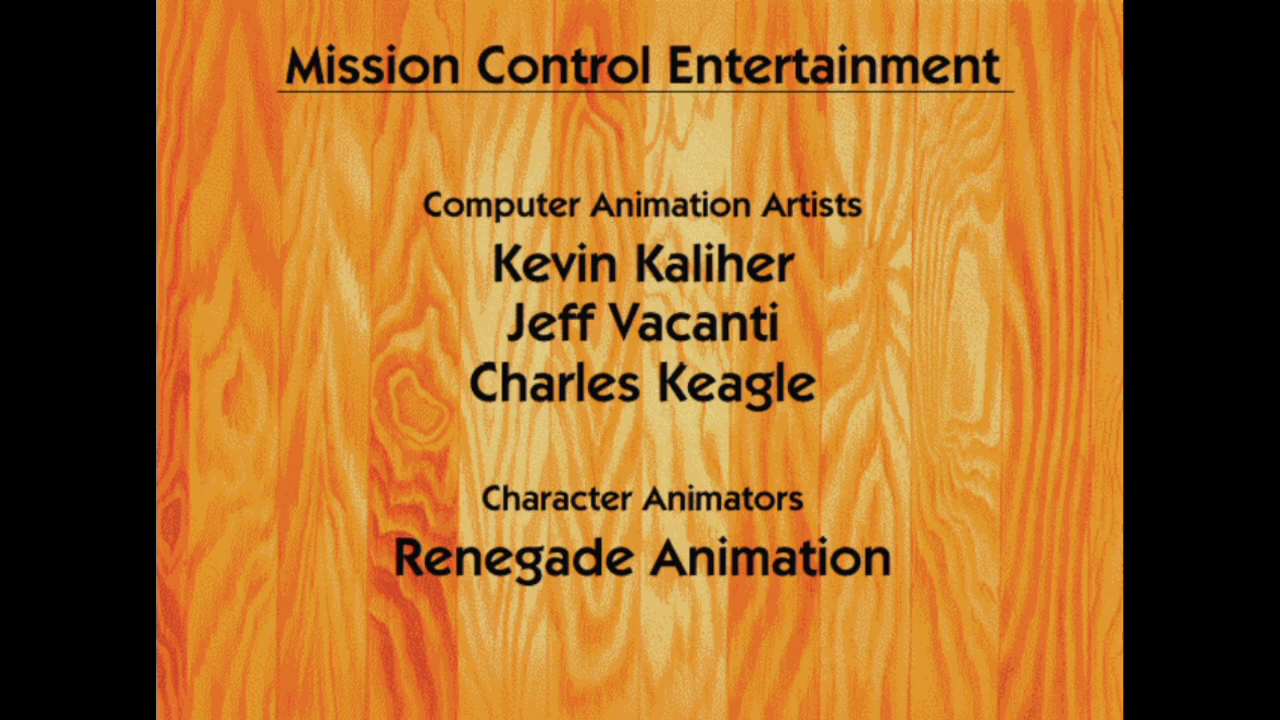 Mission Control Entertainment
Computer Animation Artists
Kevin Kaliher
Jeff Vacanti
Charles Keagle
Character Animators
Renegade Animation